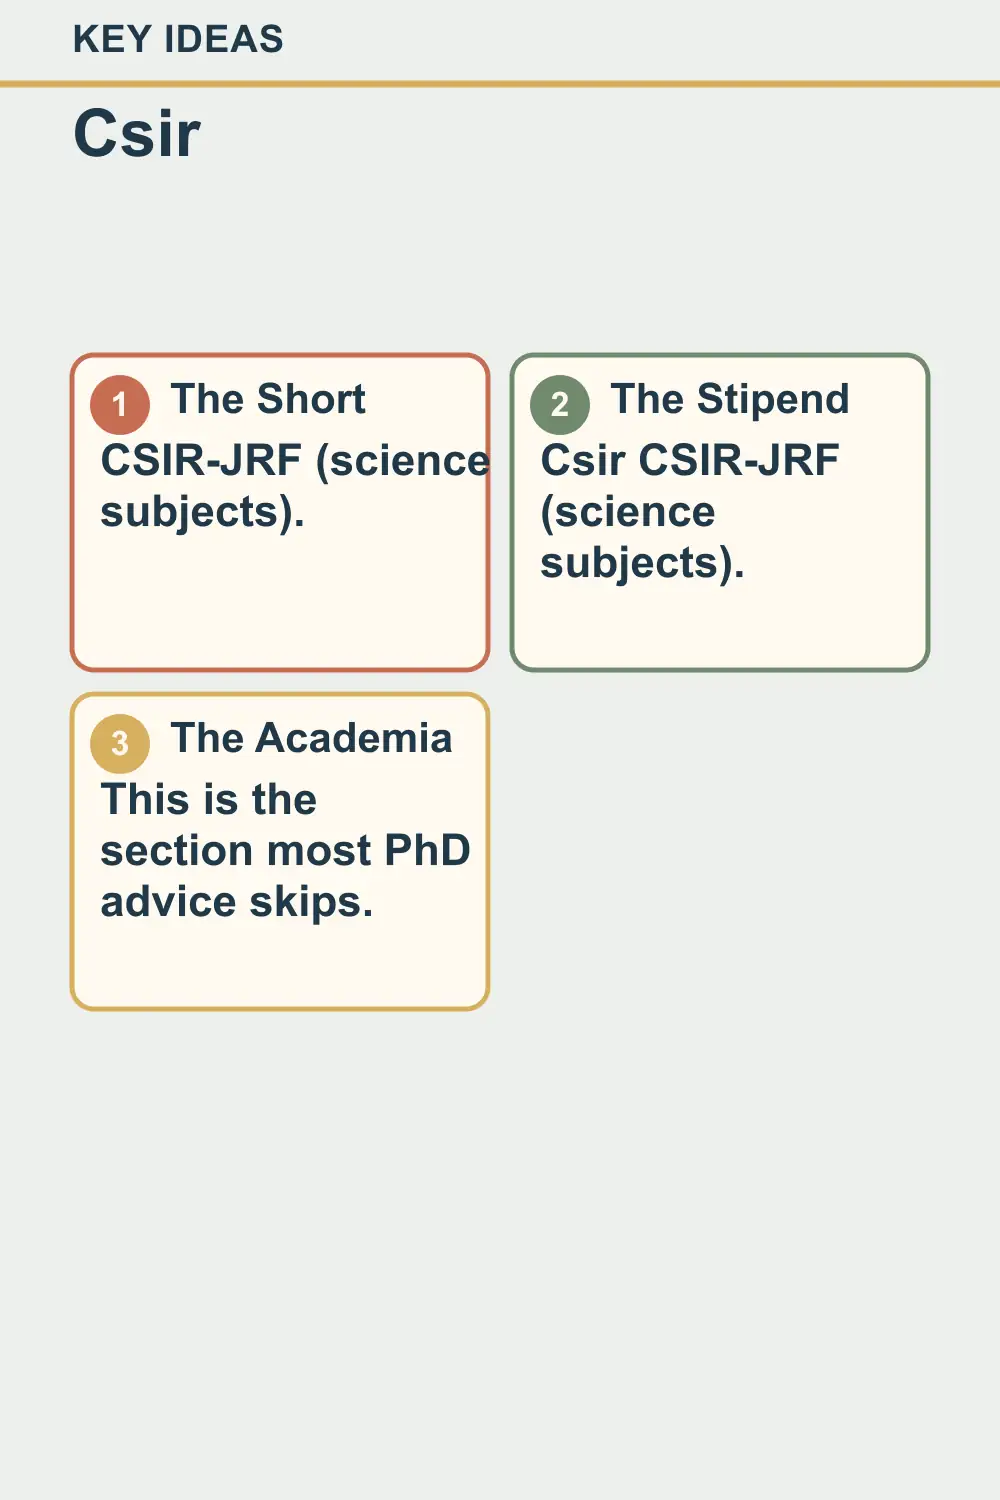 KEY IDEAS
Csir
1
The Short
CSIR-JRF (science
subjects).
2
The Stipend
Csir CSIR-JRF
(science
subjects).
3
The Academia
This is the
section most PhD
advice skips.